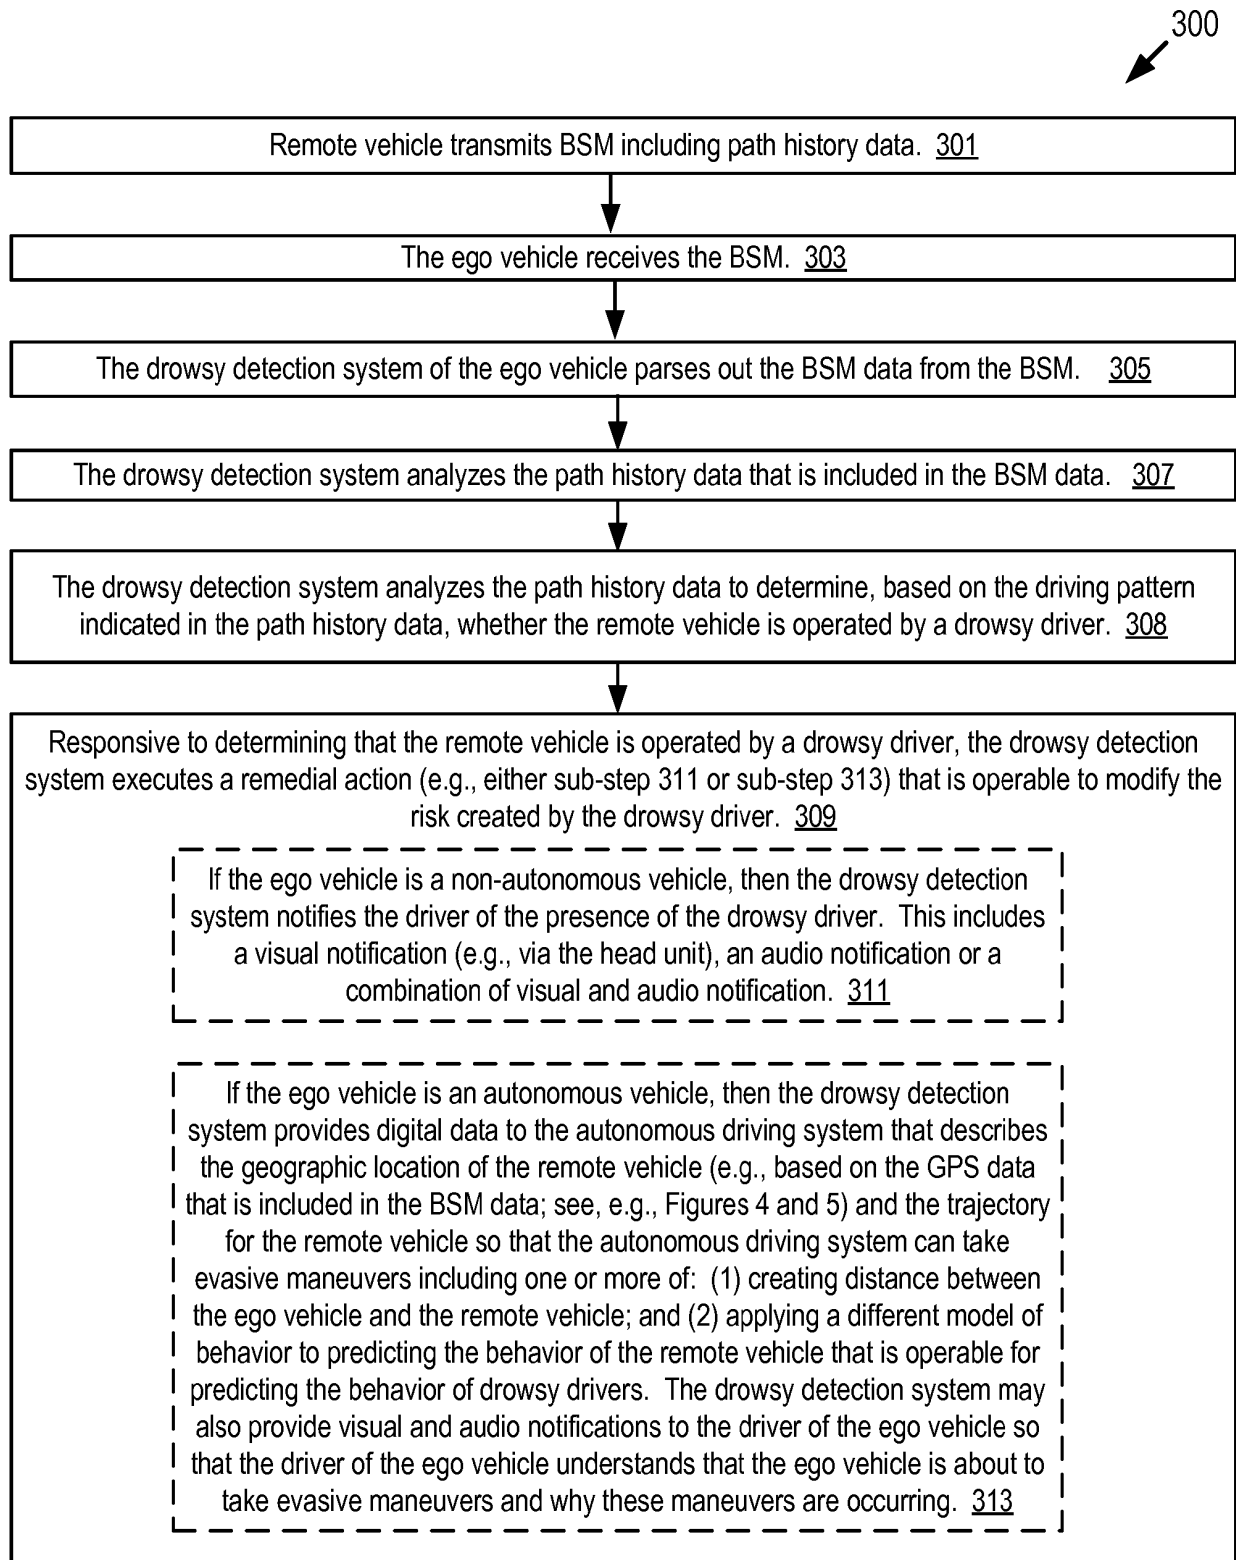 300
Remote vehicle transmits BSM including path history data. 301
The ego vehicle receives the BSM. 303
The drowsy detection system of the ego vehicle parses out the BSM data from the BSM. 305
The drowsy detection system analyzes the path history data that is included in the BSM data. 307
The drowsy detection system analyzes the path history data to determine, based on the driving pattern
indicated in the path history data, whether the remote vehicle is operated by a drowsy driver. 308
Responsive to determining that the remote vehicle is operated by a drowsy driver, the drowsy detection
system executes a remedial action (e.g., either sub-step 311 or sub-step 313) that is operable to modify the
risk created by the drowsy driver. 309
If the ego vehicle is a non-autonomous vehicle, then the drowsy detection
system notifies the driver of the presence of the drowsy driver. This includes
a visual notification (e.g., via the head unit), an audio notification or a
combination of visual and audio notification. 311
If the ego vehicle is an autonomous vehicle, then the drowsy detection
system provides digital data to the autonomous driving system that describes
the geographic location of the remote vehicle (e.g., based on the GPS data
that is included in the BSM data; see, e.g., Figures 4 and 5) and the trajectory
for the remote vehicle so that the autonomous driving system can take
evasive maneuvers including one or more of: (1) creating distance between
the ego vehicle and the remote vehicle; and (2) applying a different model of
behavior to predicting the behavior of the remote vehicle that is operable for
predicting the behavior of drowsy drivers. The drowsy detection system may
also provide visual and audio notifications to the driver of the ego vehicle so
that the driver of the ego vehicle understands that the ego vehicle is about to
take evasive maneuvers and why these maneuvers are occurring. 313